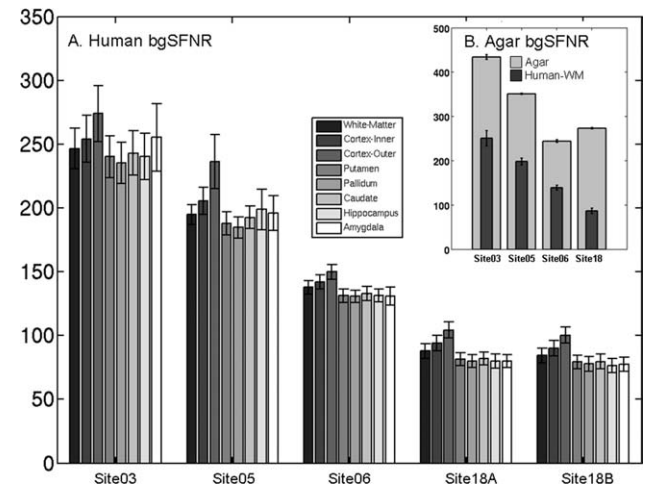 A. Human bgSFNR
350
300
250
200
150
100
50
0
White-Matter
Cortex-Inner
Cortex-Outer
Putamen
Pallidum
Caudate
Hippocampus
Amygdala
Site03 Site05 Site06 Site18A Site18B
B. Agar bgSFNR
Agar
Human-WM
500
400
300
200
100
0
Site03 Site05 Site06 Site18